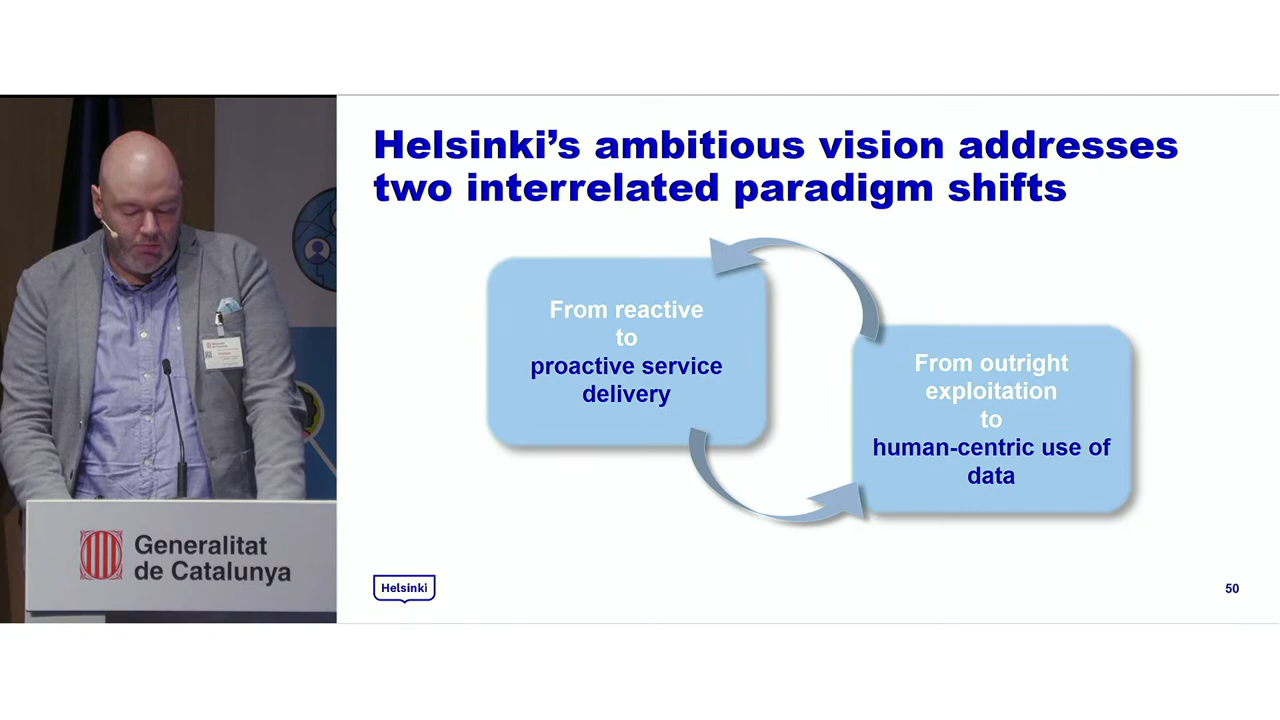 Helsinki’s ambitious vision addresses
two interrelated paradigm shifts
From reactive
to
proactive service
delivery
From outright
exploitation
to
human-centric use of
data
Helsinki
50
Generalitat
de Catalunya